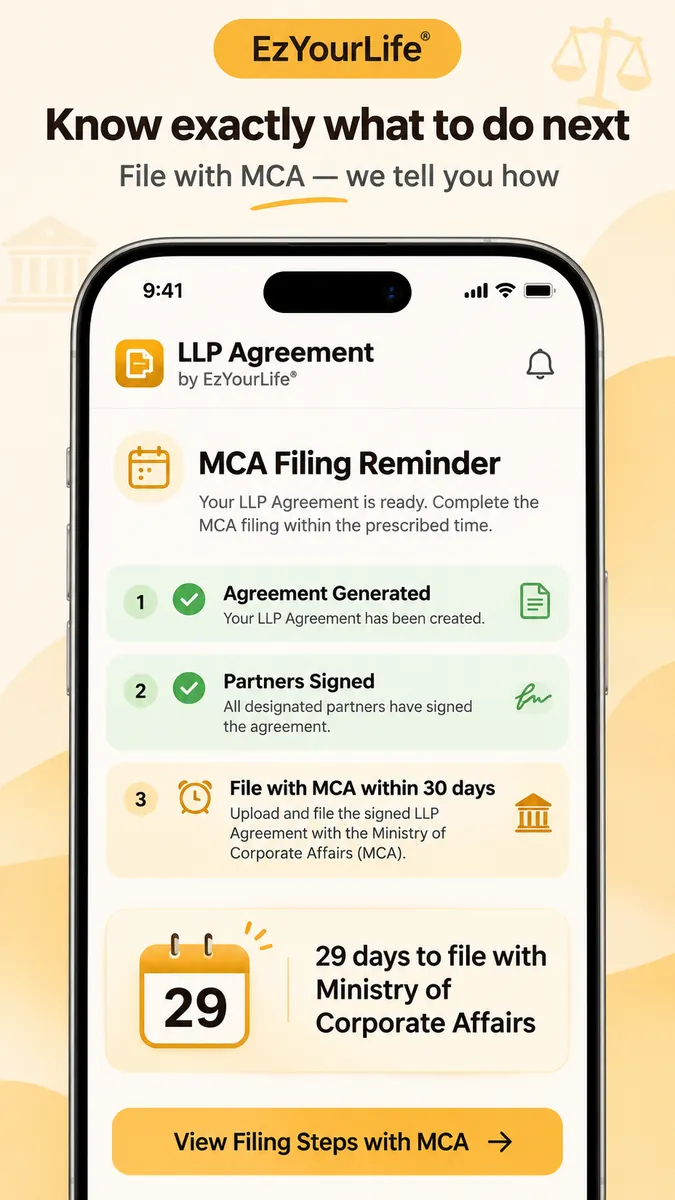 EzYourLife®
Know exactly what to do next
File with MCA — we tell you how
9:41
LLP Agreement
by EzYourLife®
MCA Filing Reminder
Your LLP Agreement is ready. Complete the
MCA filing within the prescribed time.
1
Agreement Generated
Your LLP Agreement has been created.
2
Partners Signed
All designated partners have signed
the agreement.
3
File with MCA within 30 days
Upload and file the signed LLP
Agreement with the Ministry of
Corporate Affairs (MCA).
29
29 days to file with
Ministry of
Corporate Affairs
View Filing Steps with MCA →